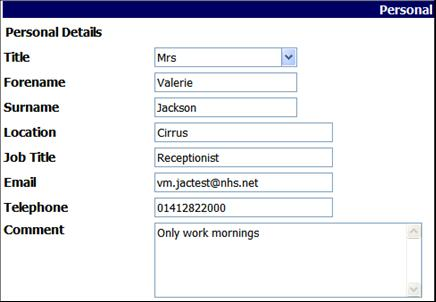 Personal
Personal Details
Title Mrs
Forename Valerie
Surname Jackson
Location Cirrus
Job Title Receptionist
Email vm.jactest@nhs.net
Telephone 01412822000
Comment Only work mornings